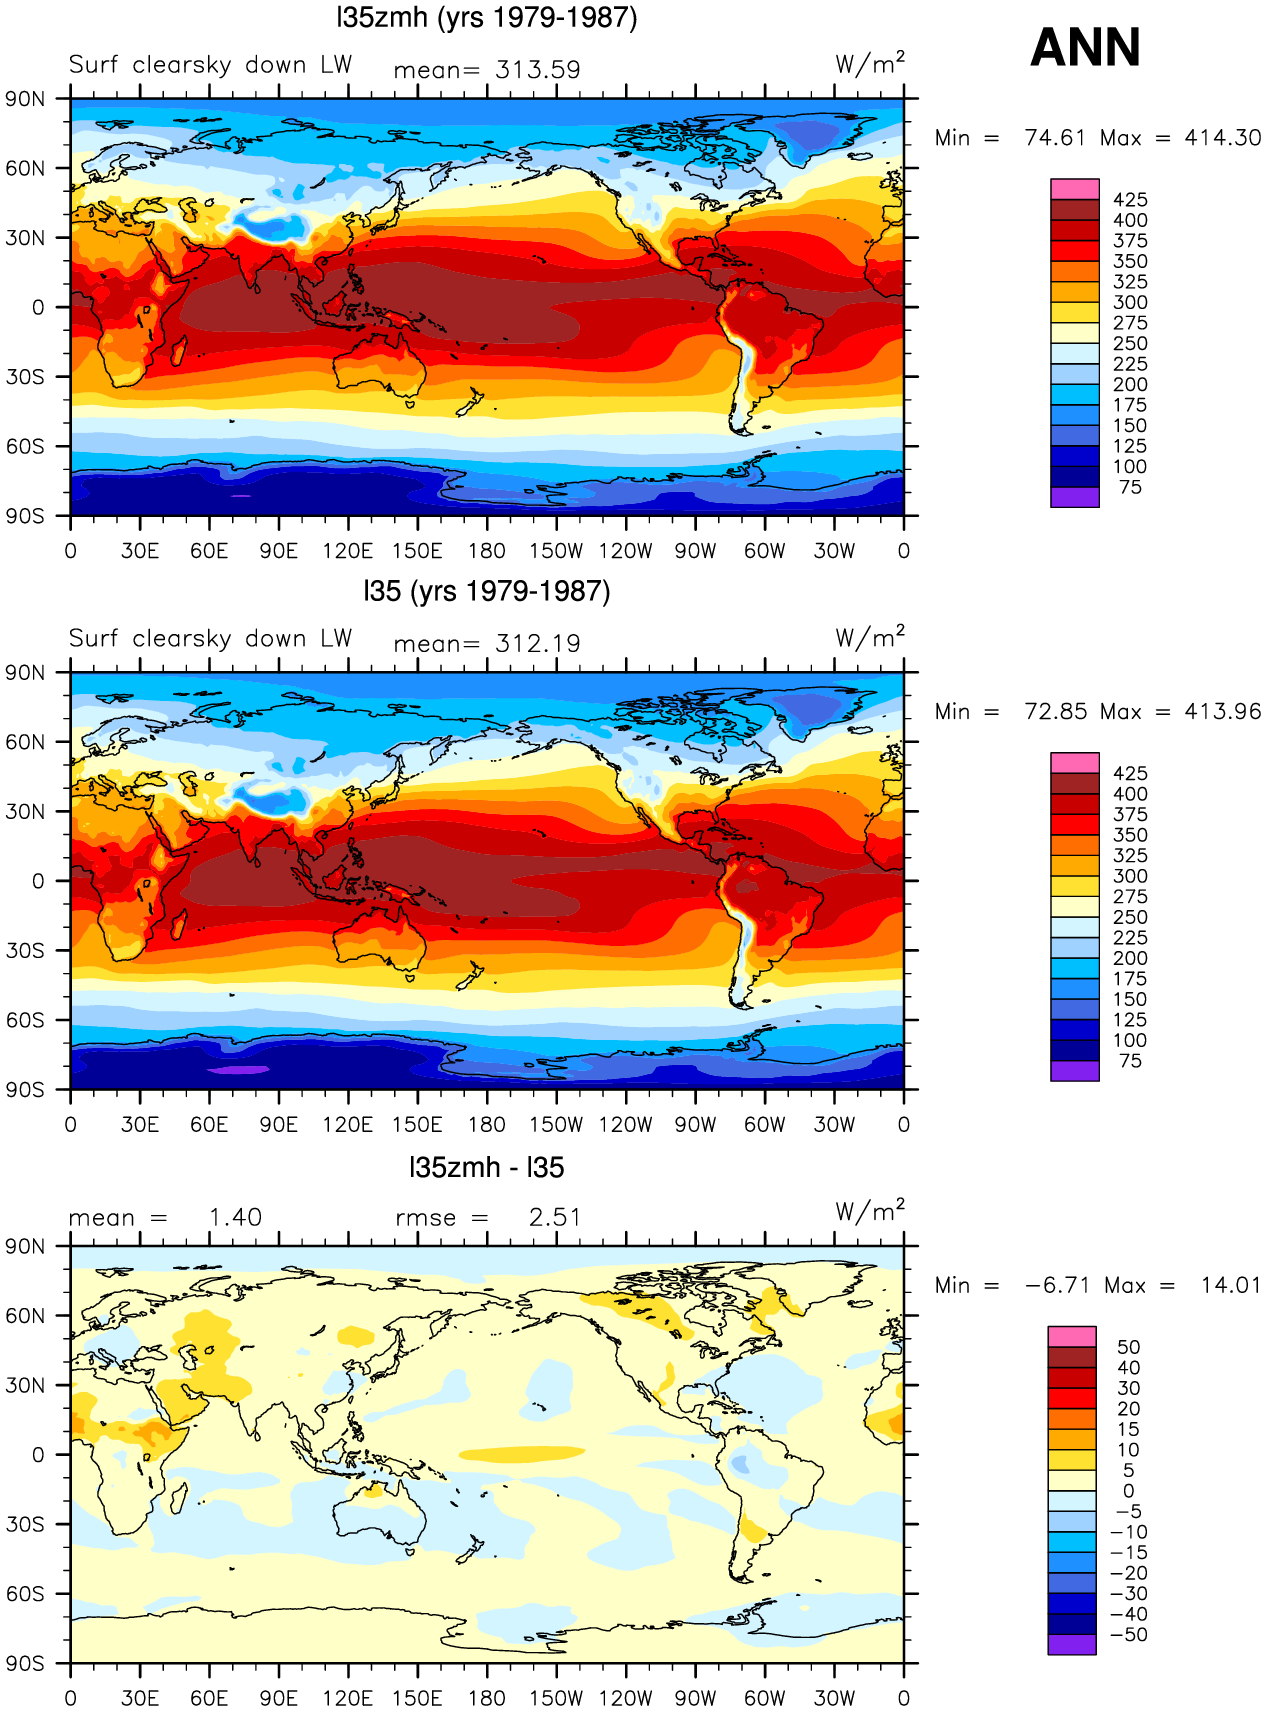 l35zmh (yrs 1979-1987)
ANN
Surf clearsky down LW mean= 313.59 W/m²
Min = 74.61 Max = 414.30
90N
60N
30N
0
30S
60S
90S
0 30E 60E 90E 120E 150E 180 150W 120W 90W 60W 30W 0
425
400
375
350
325
300
275
250
225
200
175
150
125
100
75
l35 (yrs 1979-1987)
Surf clearsky down LW mean= 312.19 W/m²
Min = 72.85 Max = 413.96
90N
60N
30N
0
30S
60S
90S
0 30E 60E 90E 120E 150E 180 150W 120W 90W 60W 30W 0
425
400
375
350
325
300
275
250
225
200
175
150
125
100
75
l35zmh - l35
mean = 1.40 rmse = 2.51 W/m²
Min = −6.71 Max = 14.01
90N
60N
30N
0
30S
60S
90S
0 30E 60E 90E 120E 150E 180 150W 120W 90W 60W 30W 0
50
40
30
20
15
10
5
0
−5
−10
−15
−20
−30
−40
−50